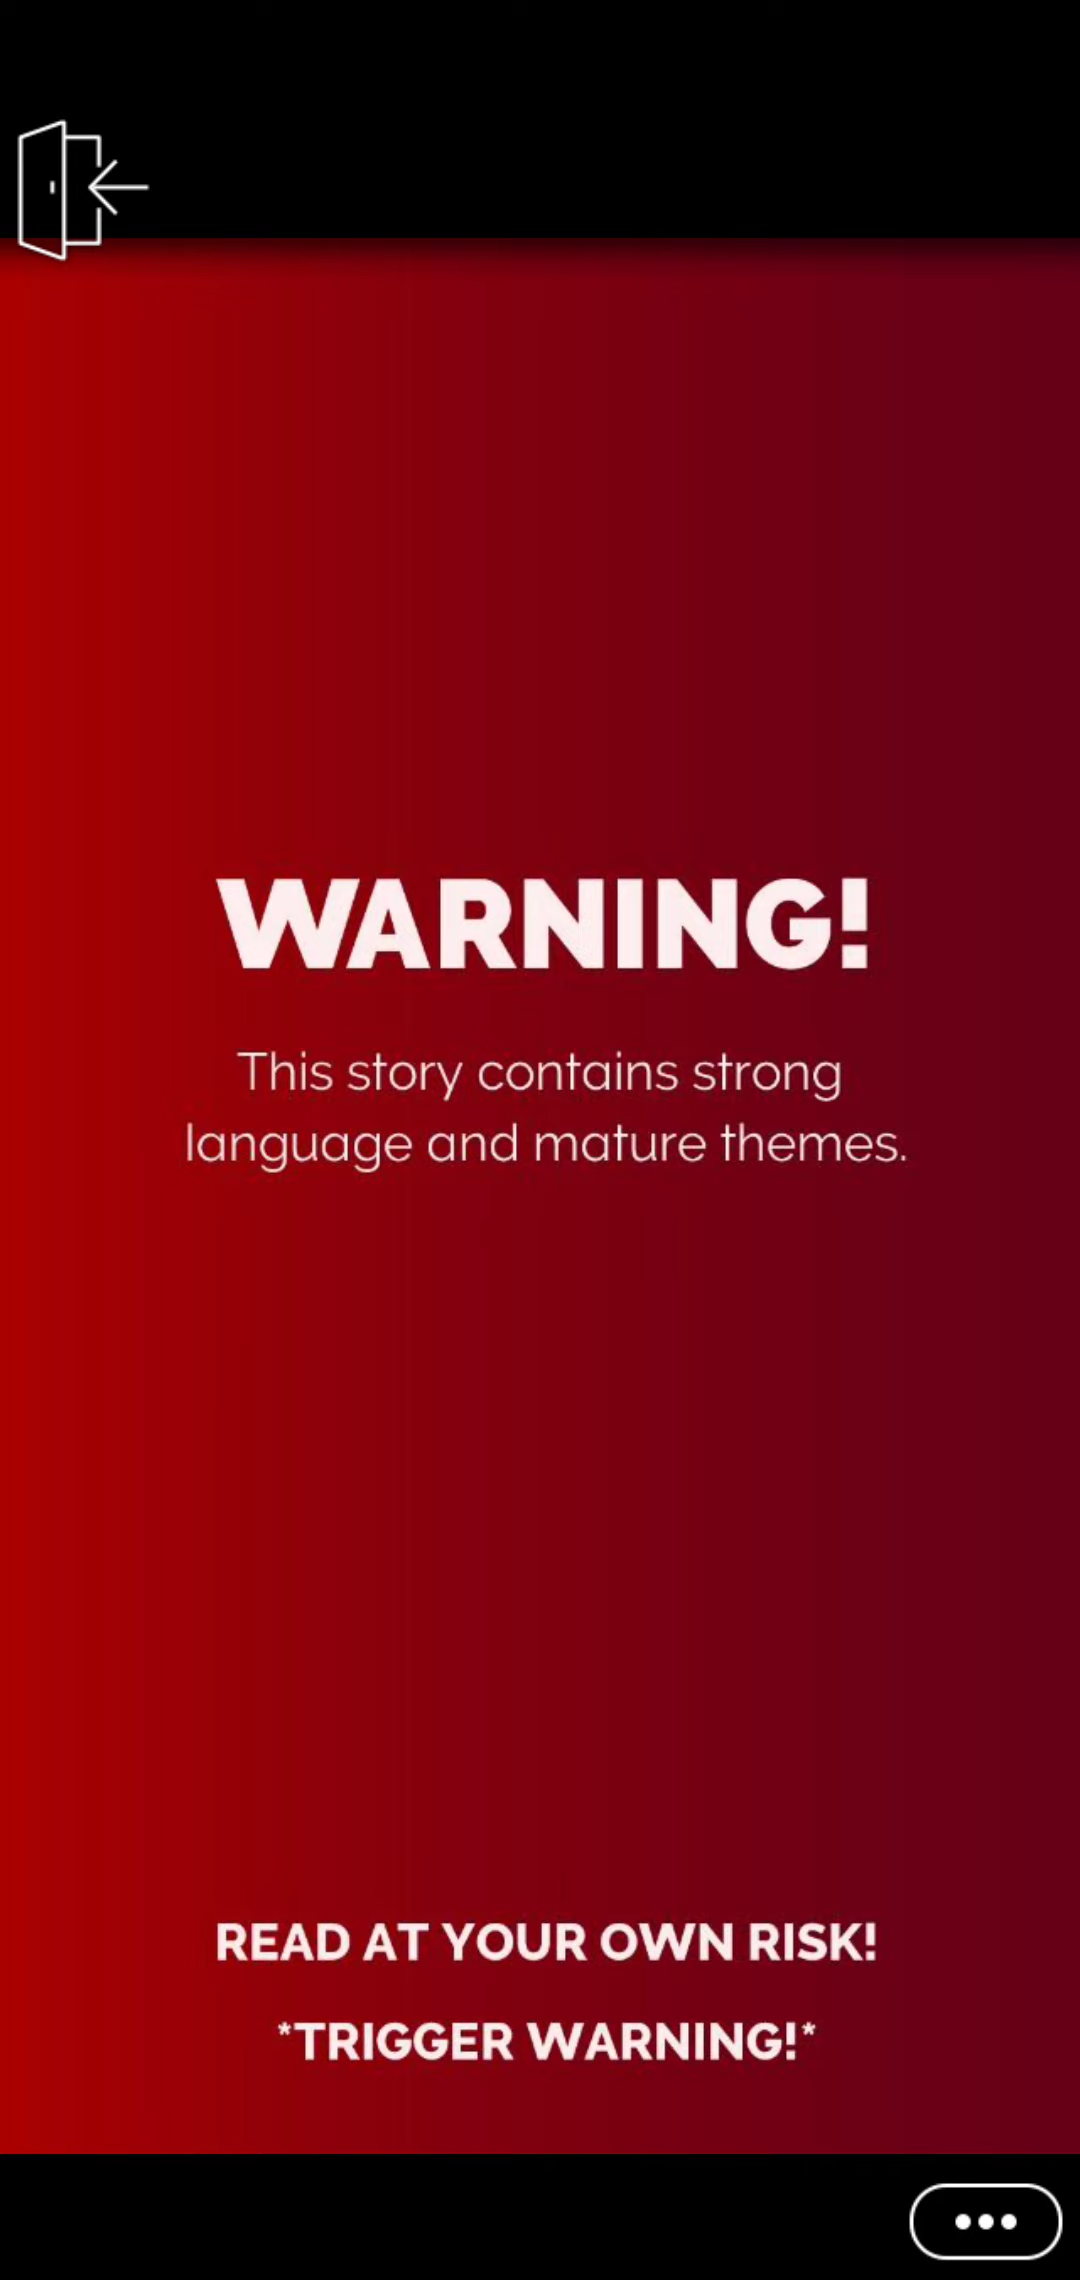 WARNING!
This story contains strong
language and mature themes.
READ AT YOUR OWN RISK!
*TRIGGER WARNING!*